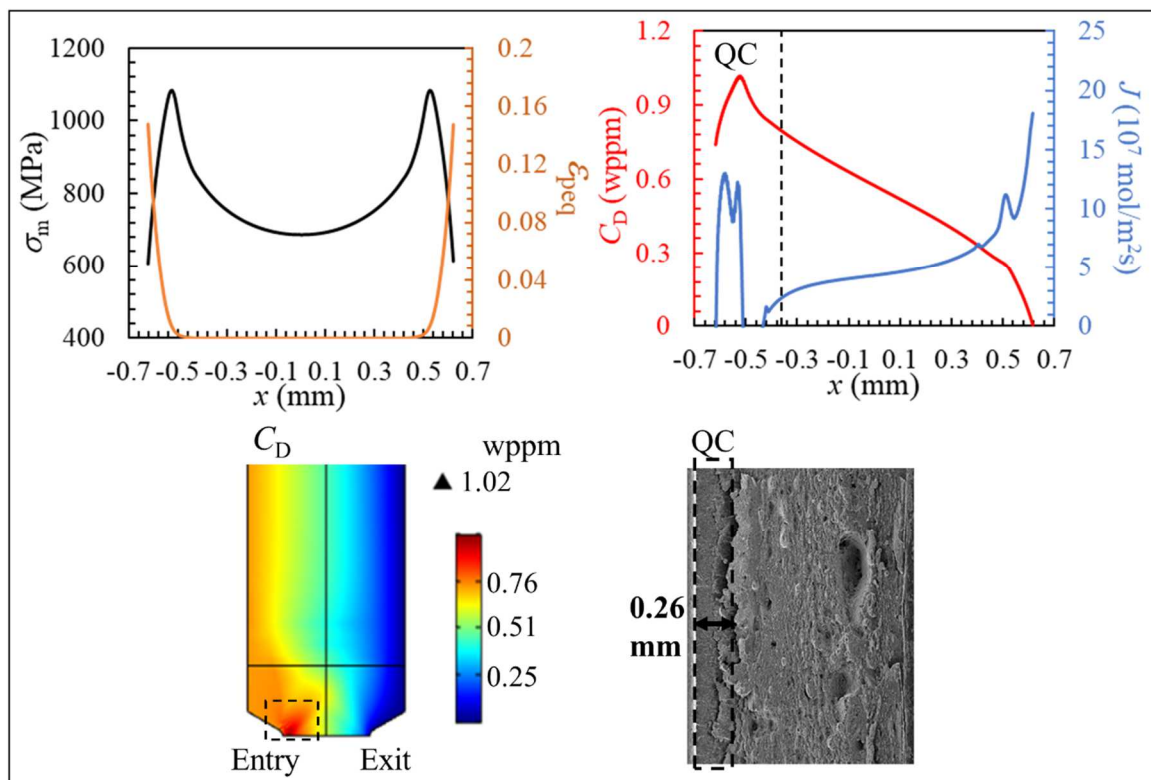 1200
1000
800
600
400
σm (MPa)
0.2
0.16
0.12
0.08
0.04
0
εpeq
-0.7 -0.5 -0.3 -0.1 0.1 0.3 0.5 0.7
x (mm)
QC
1.2
0.9
0.6
0.3
0
CD (wppm)
25
20
15
10
5
0
J (10⁷ mol/m²s)
-0.7 -0.5 -0.3 -0.1 0.1 0.3 0.5 0.7
x (mm)
CD
wppm
▲ 1.02
0.76
0.51
0.25
Entry Exit
QC
0.26
mm